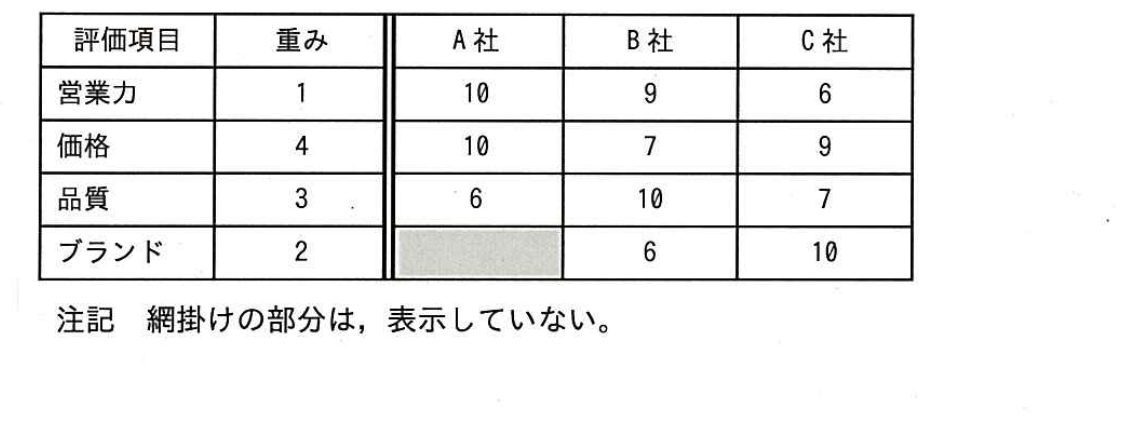 評価項目 重み A社 B社 C社
営業力 1 10 9 6
価格 4 10 7 9
品質 3 6 10 7
ブランド 2 6 10
注記　網掛けの部分は，表示していない。